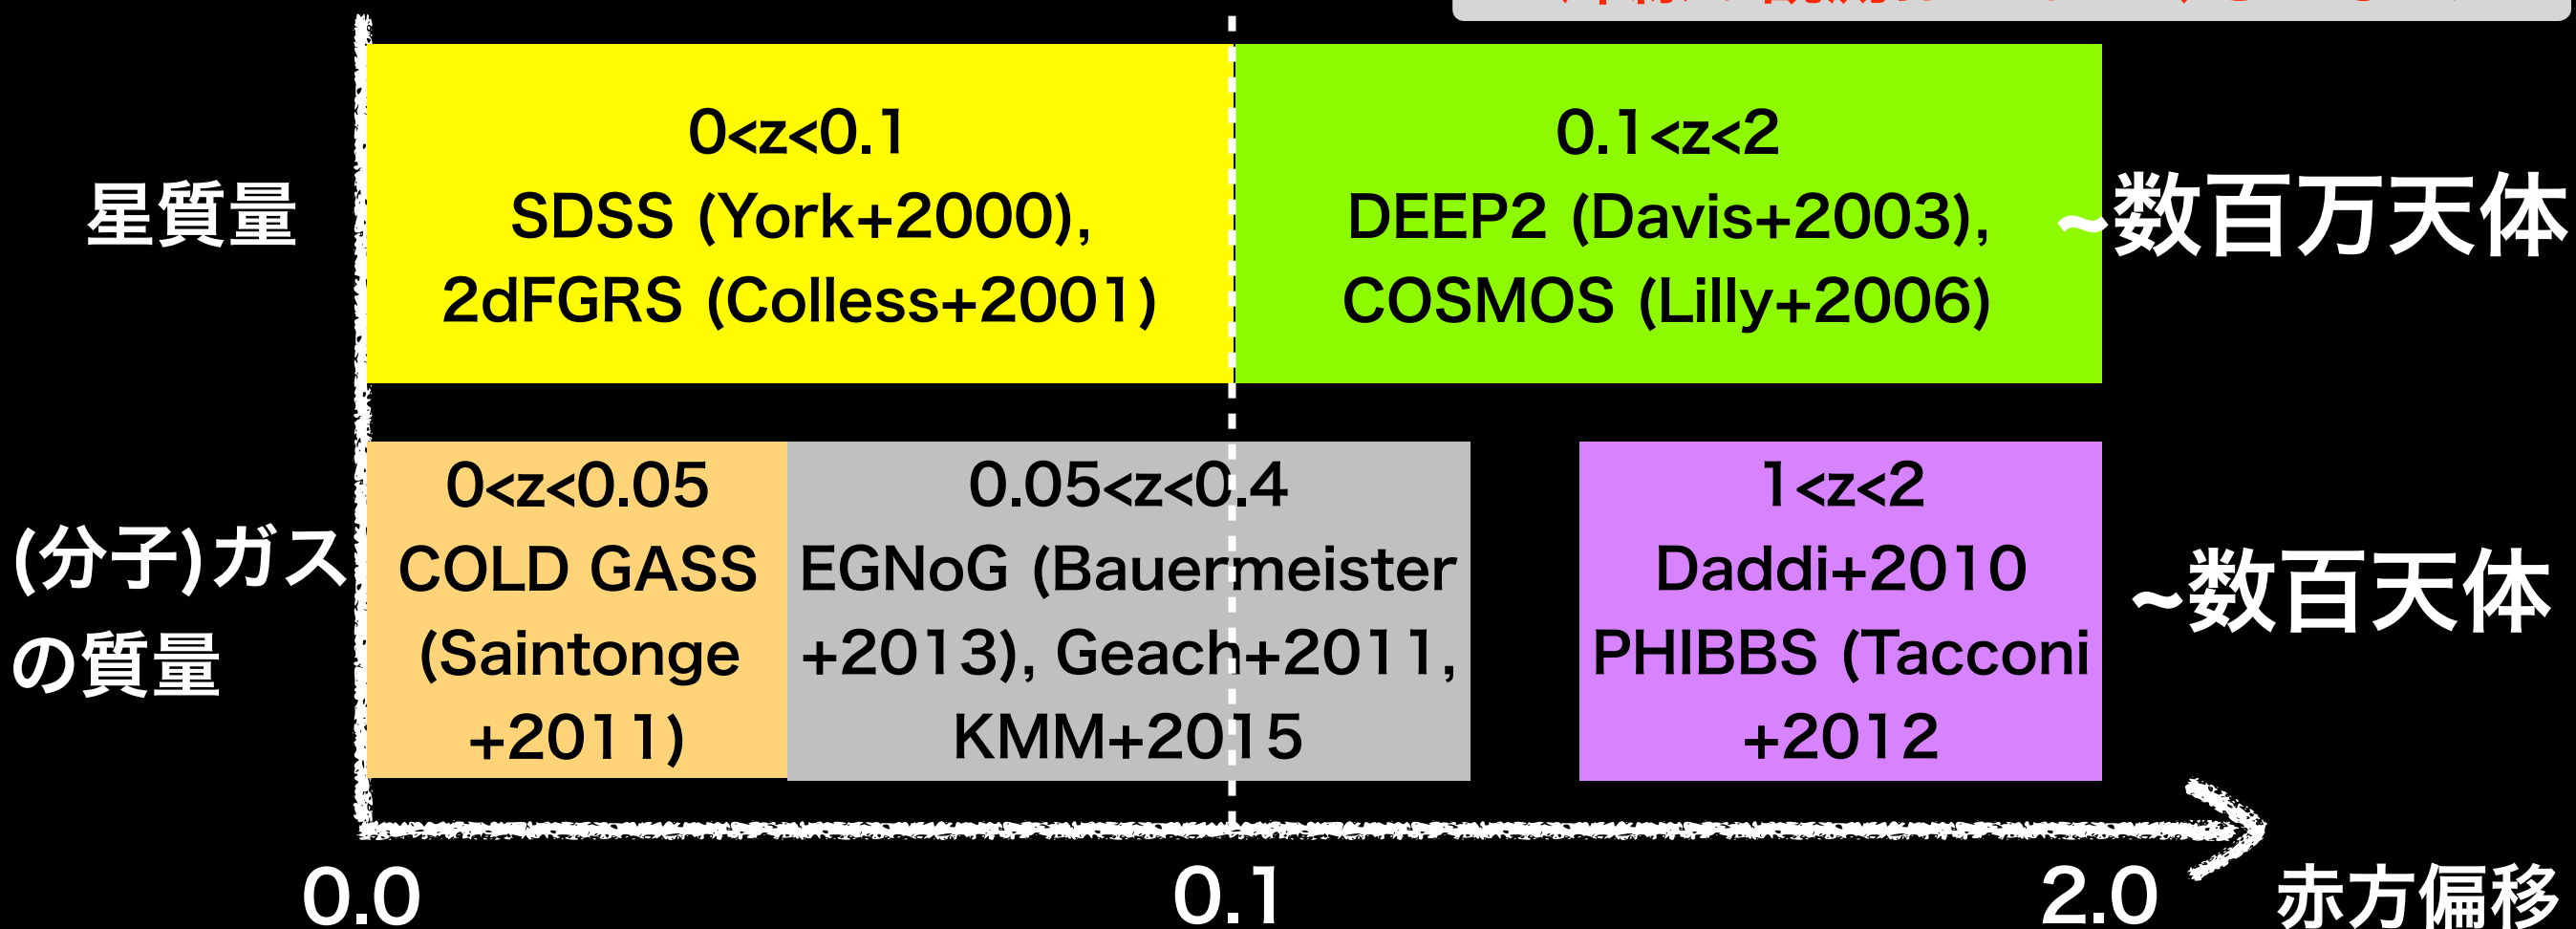 0<z<0.1
SDSS (York+2000),
2dFGRS (Colless+2001)
0.1<z<2
DEEP2 (Davis+2003),
COSMOS (Lilly+2006)
星質量
~数百万天体
0<z<0.05
COLD GASS
(Saintonge
+2011)
0.05<z<0.4
EGNoG (Bauermeister
+2013), Geach+2011,
KMM+2015
1<z<2
Daddi+2010
PHIBBS (Tacconi
+2012
(分子)ガス
の質量
~数百天体
0.0
0.1
2.0
赤方偏移